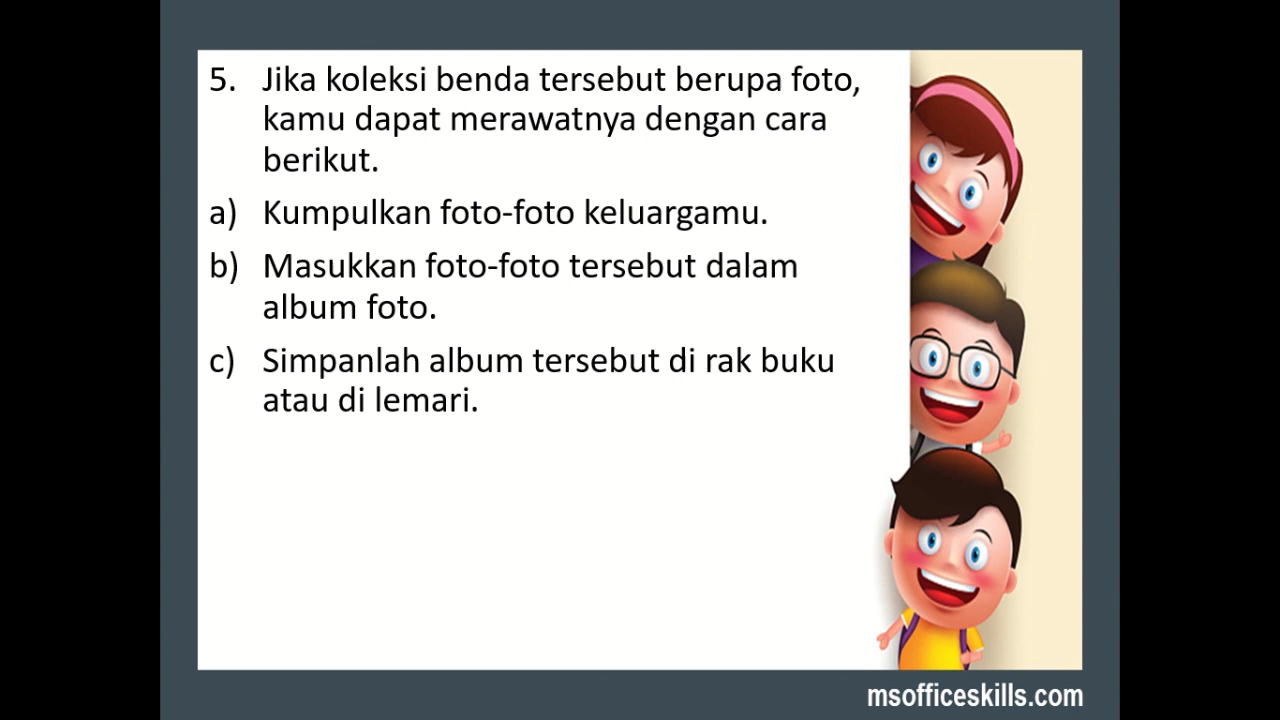 5. Jika koleksi benda tersebut berupa foto,
kamu dapat merawatnya dengan cara
berikut.
a) Kumpulkan foto-foto keluargamu.
b) Masukkan foto-foto tersebut dalam
album foto.
c) Simpanlah album tersebut di rak buku
atau di lemari.
msofficeskills.com